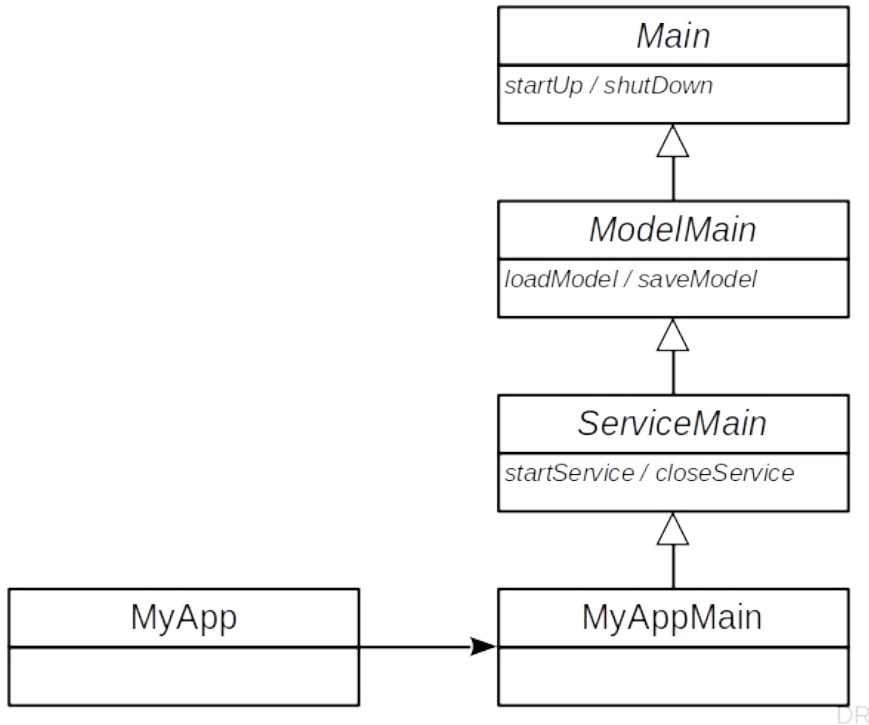 Main
startUp / shutDown
ModelMain
loadModel / saveModel
ServiceMain
startService / closeService
MyApp
MyAppMain
DR